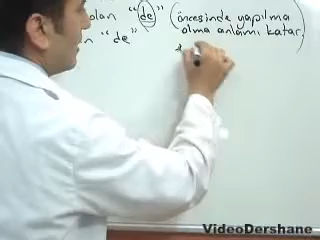 olan "de" (öncesinde yapılma
olma anlamı katar)
"de"
VideoDershane